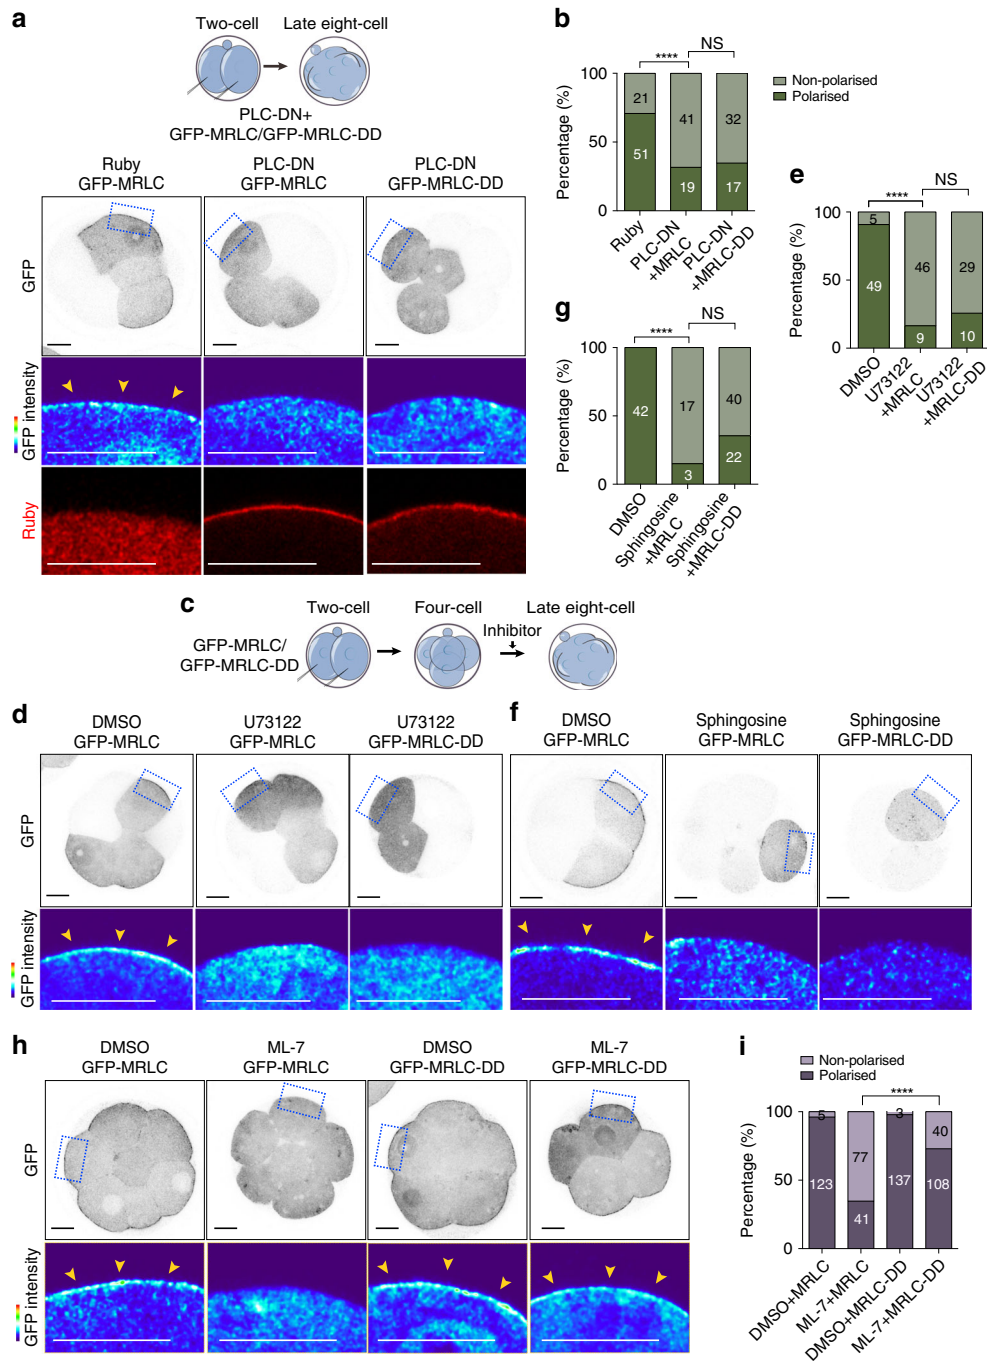 a
Two-cell
Late eight-cell
PLC-DN+
GFP-MRLC/GFP-MRLC-DD
Ruby
GFP-MRLC
PLC-DN
GFP-MRLC
PLC-DN
GFP-MRLC-DD
GFP
GFP intensity
Ruby
b
Percentage (%)
100
50
0
****
NS
21
51
41
19
32
17
Non-polarised
Polarised
Ruby
PLC-DN
+MRLC
PLC-DN
+MRLC-DD
e
Percentage (%)
100
50
0
****
NS
5
49
46
9
29
10
DMSO
U73122
+MRLC
U73122
+MRLC-DD
g
Percentage (%)
100
50
0
****
NS
42
17
3
40
22
DMSO
Sphingosine
+MRLC
Sphingosine
+MRLC-DD
c
Two-cell
Four-cell
Late eight-cell
Inhibitor
GFP-MRLC/
GFP-MRLC-DD
d
DMSO
GFP-MRLC
U73122
GFP-MRLC
U73122
GFP-MRLC-DD
GFP
GFP intensity
f
DMSO
GFP-MRLC
Sphingosine
GFP-MRLC
Sphingosine
GFP-MRLC-DD
h
DMSO
GFP-MRLC
ML-7
GFP-MRLC
DMSO
GFP-MRLC-DD
ML-7
GFP-MRLC-DD
GFP
GFP intensity
i
Non-polarised
Polarised
****
Percentage (%)
100
50
0
5
123
77
41
3
137
40
108
DMSO+MRLC
ML-7+MRLC
DMSO+MRLC-DD
ML-7+MRLC-DD